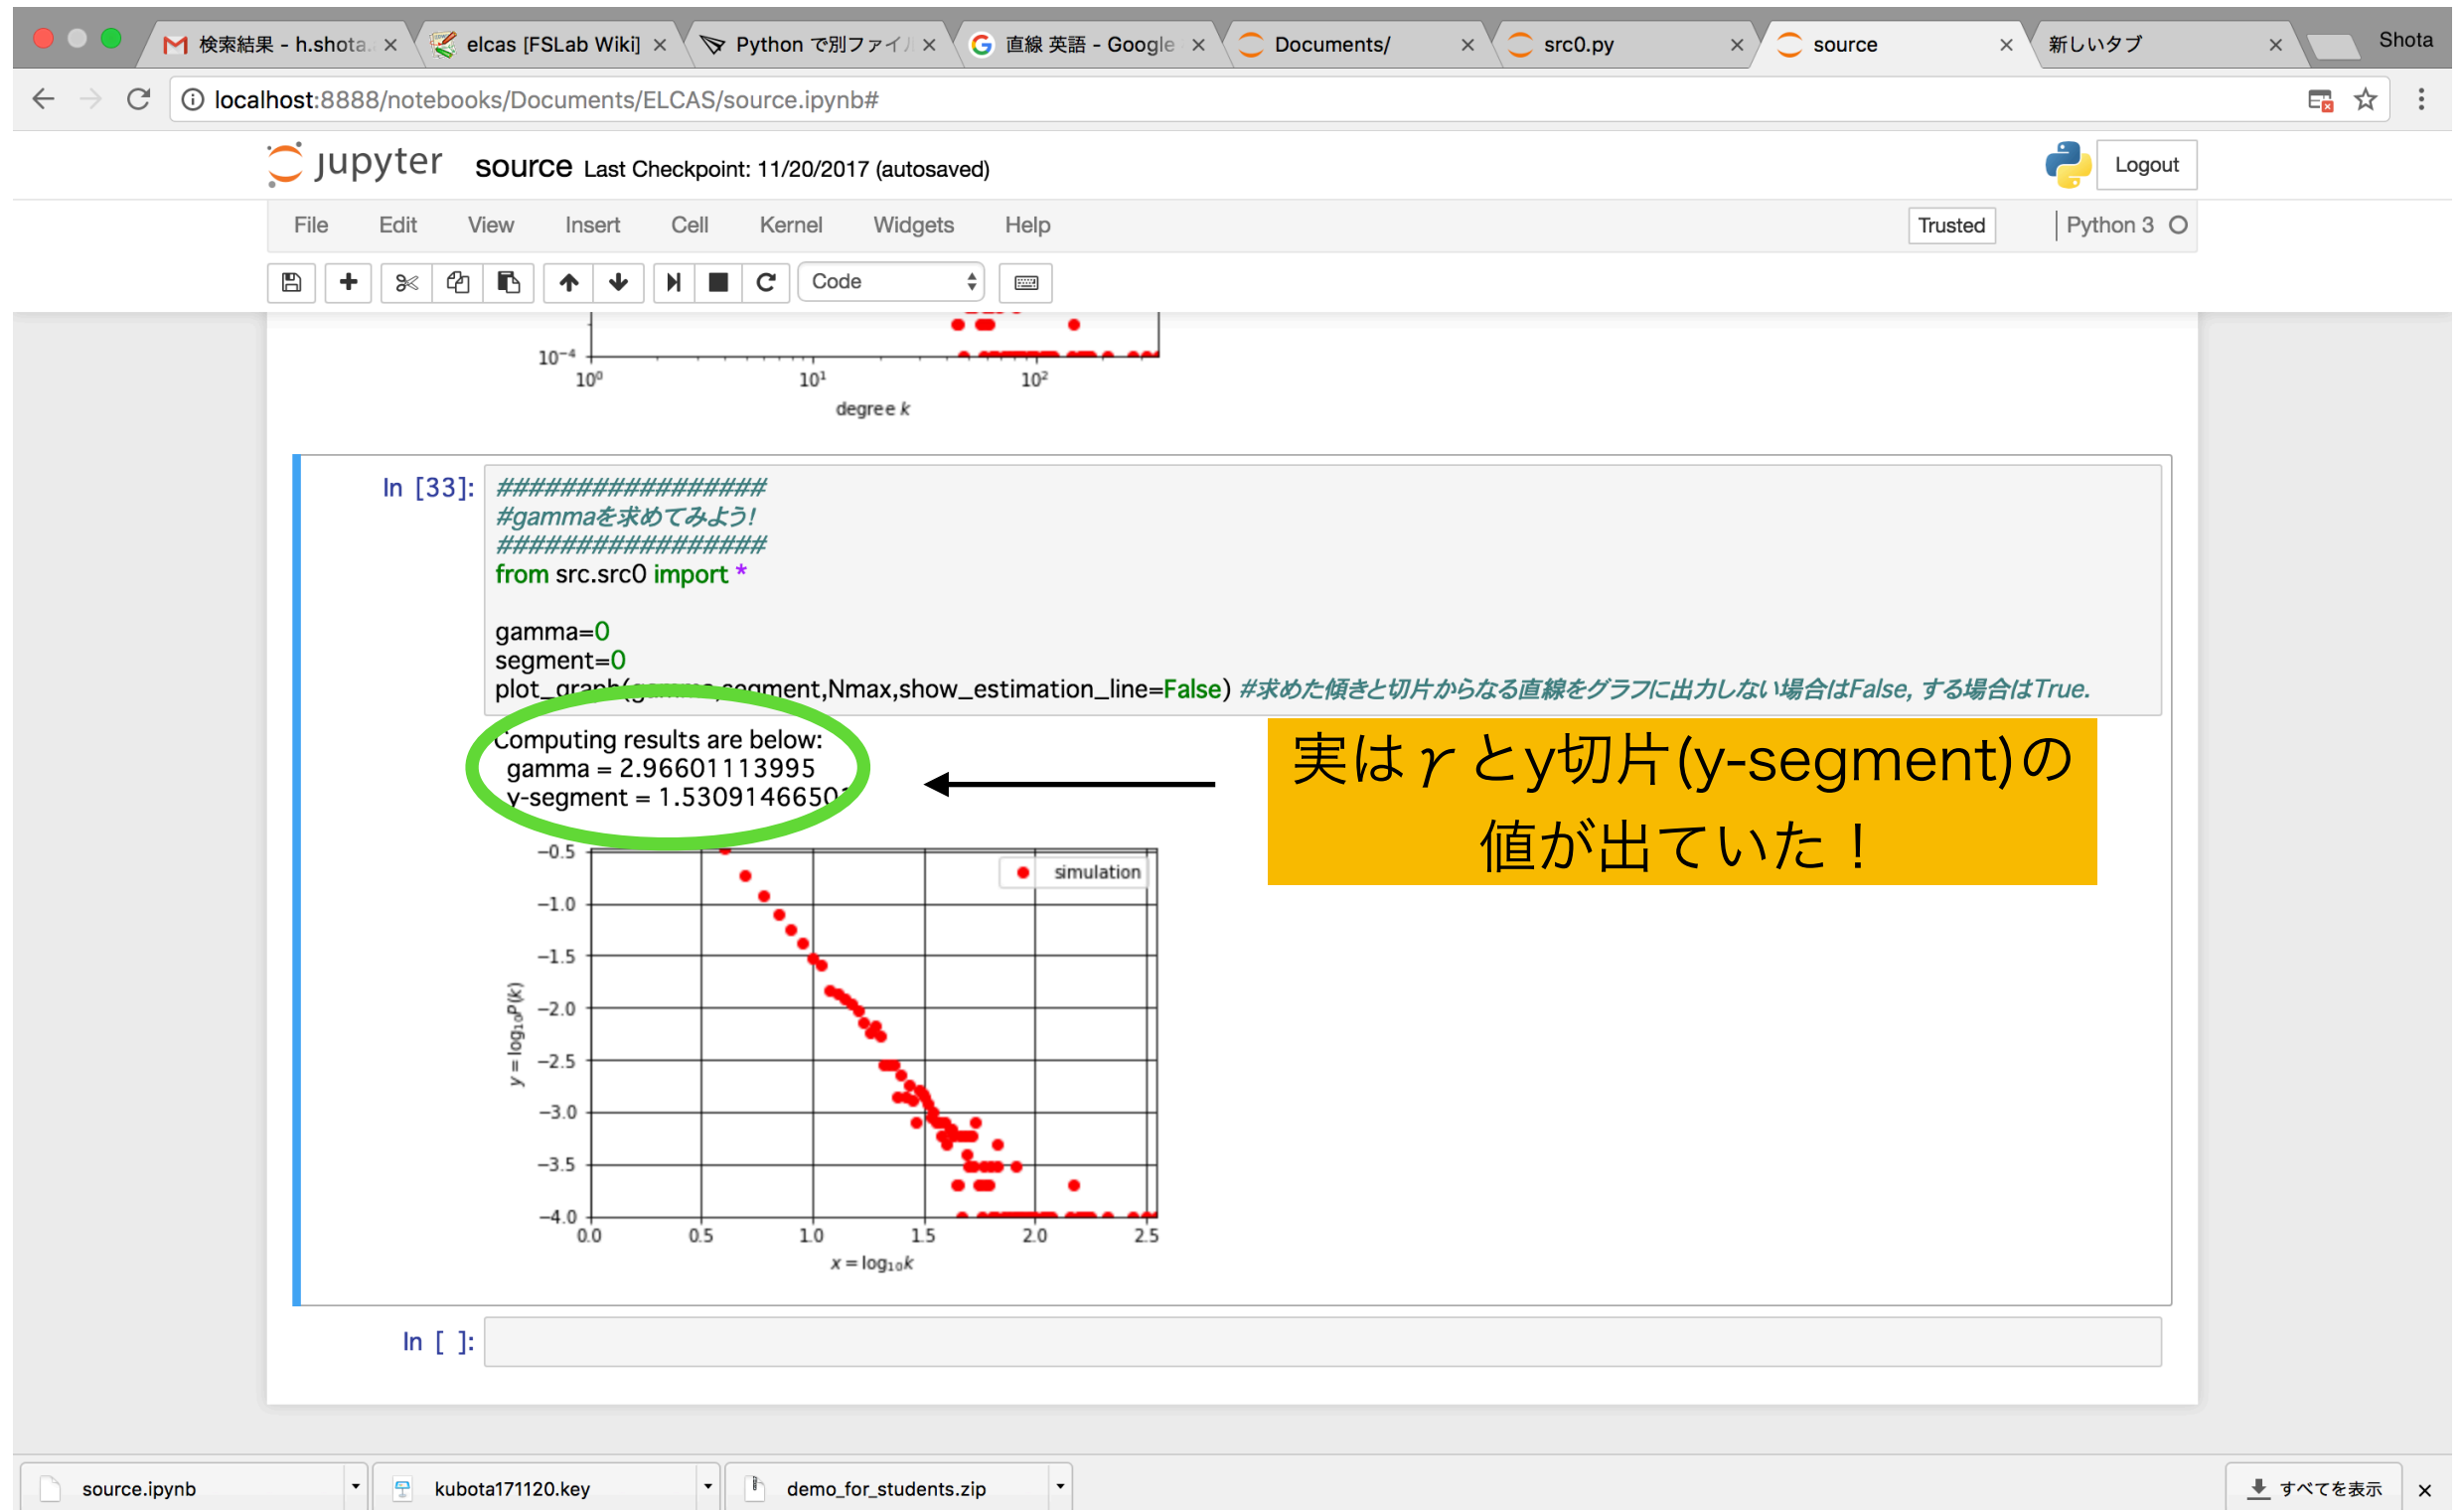 検索結果 - h.shota.
elcas [FSLab Wiki]
Python で別ファイル
直線 英語 - Google
Documents/
src0.py
source
新しいタブ
Shota
localhost:8888/notebooks/Documents/ELCAS/source.ipynb#
jupyter source Last Checkpoint: 11/20/2017 (autosaved)
Logout
File Edit View Insert Cell Kernel Widgets Help
Trusted
Python 3
Code
10⁻⁴
10⁰ 10¹ 10²
degree k
In [33]:
#################
#gammaを求めてみよう!
#################
from src.src0 import *
gamma=0
segment=0
plot_graph(gamma,segment,Nmax,show_estimation_line=False) #求めた傾きと切片からなる直線をグラフに出力しない場合はFalse, する場合はTrue.
Computing results are below:
gamma = 2.96601113995
y-segment = 1.5309146650
実はγとy切片(y-segment)の
値が出ていた！
simulation
−0.5
−1.0
−1.5
−2.0
−2.5
−3.0
−3.5
−4.0
y = log₁₀P(k)
0.0 0.5 1.0 1.5 2.0 2.5
x = log₁₀k
In [ ]:
source.ipynb
kubota171120.key
demo_for_students.zip
すべてを表示